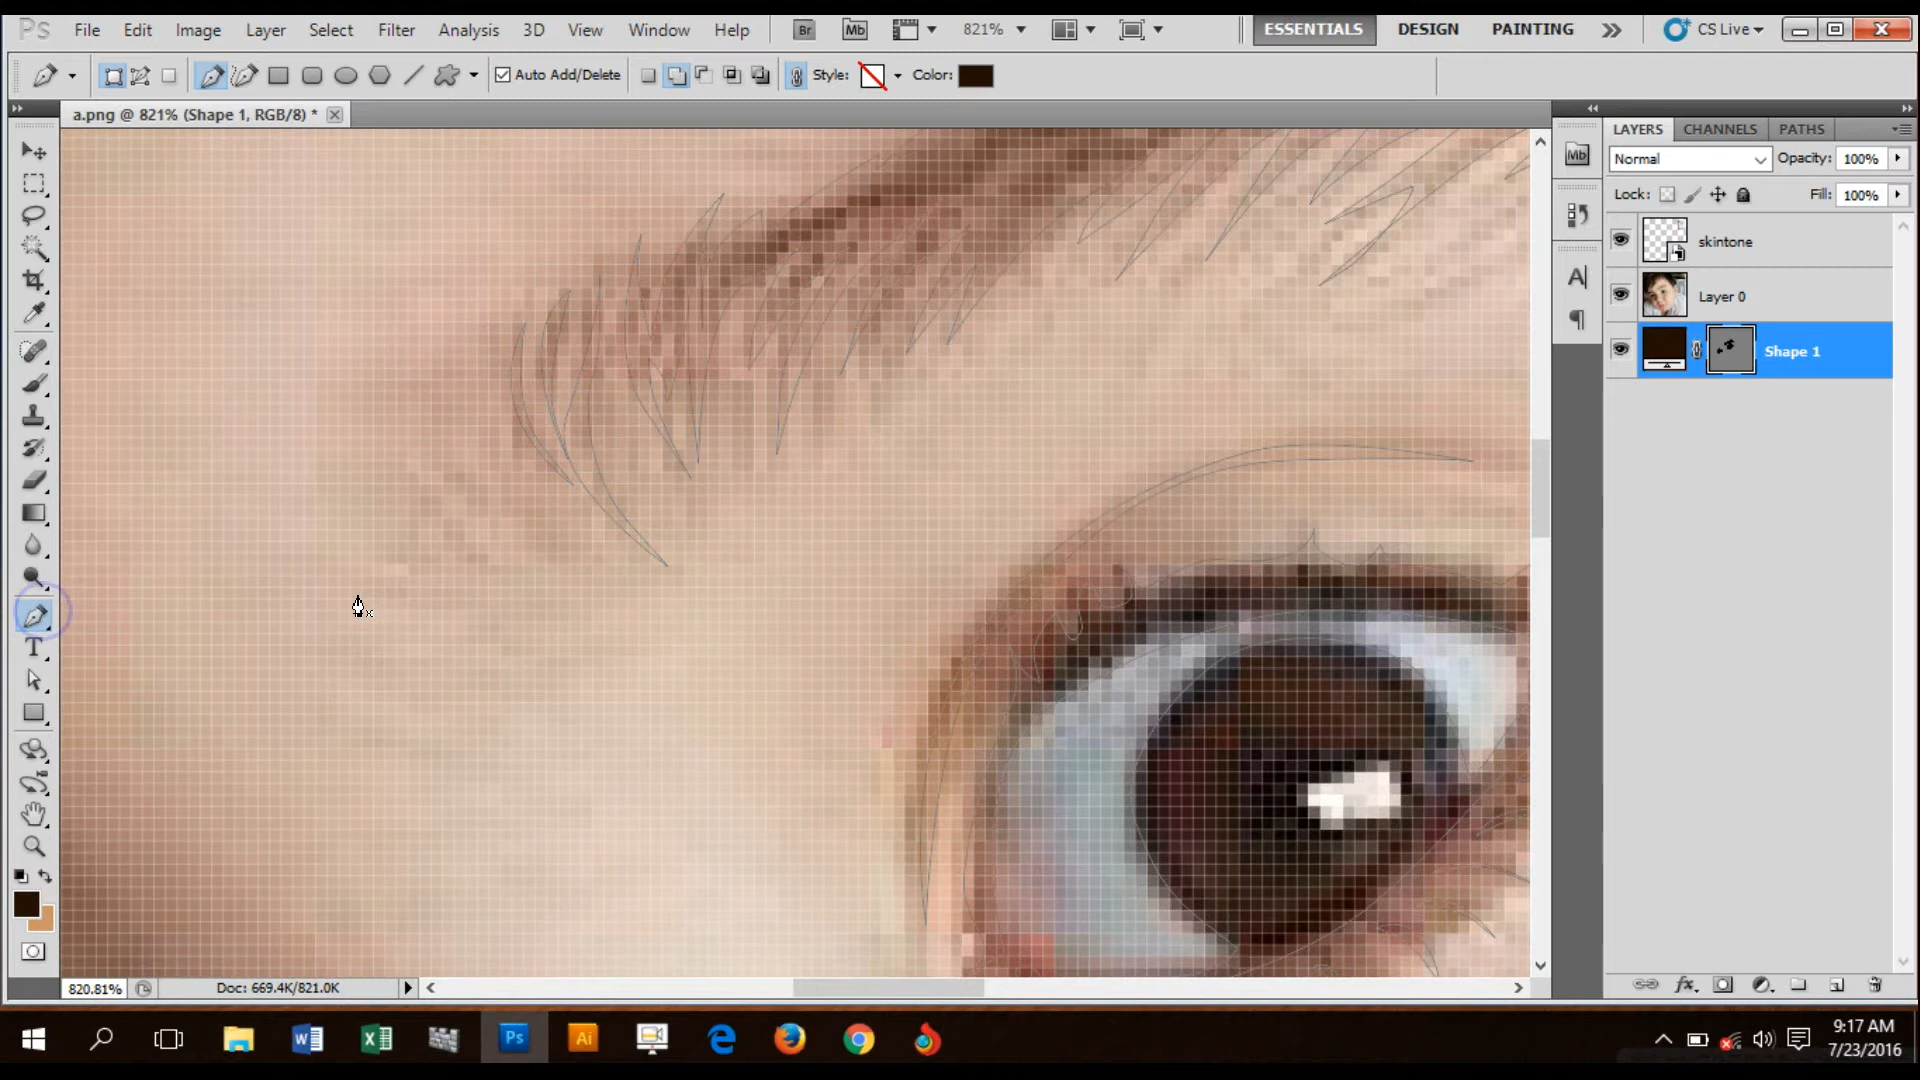 Ps File Edit Image Layer Select Filter Analysis 3D View Window Help Br Mb 821% ESSENTIALS DESIGN PAINTING CS Live
Auto Add/Delete Style: Color:
a.png @ 821% (Shape 1, RGB/8) *
LAYERS CHANNELS PATHS
Mb Normal Opacity: 100%
Lock: Fill: 100%
skintone
Layer 0
Shape 1
T
820.81% Doc: 669.4K/821.0K
Ps Ai
9:17 AM
7/23/2016